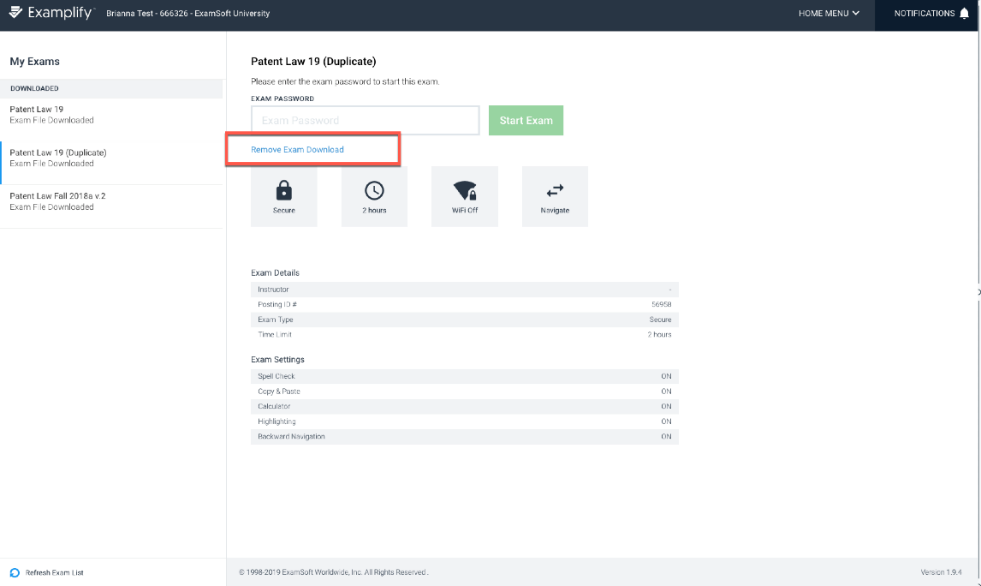 Examplify
Brianna Test - 666326 - ExamSoft University
HOME MENU
NOTIFICATIONS
My Exams
DOWNLOADED
Patent Law 19
Exam File Downloaded
Patent Law 19 (Duplicate)
Exam File Downloaded
Patent Law Fall 2018a v.2
Exam File Downloaded
Refresh Exam List
Patent Law 19 (Duplicate)
Please enter the exam password to start this exam.
EXAM PASSWORD
Exam Password
Start Exam
Remove Exam Download
Secure
2 hours
WiFi Off
Navigate
Exam Details
Instructor -
Posting ID # 56958
Exam Type Secure
Time Limit 2 hours
Exam Settings
Spell Check ON
Copy & Paste ON
Calculator ON
Highlighting ON
Backward Navigation ON
© 1998-2019 ExamSoft Worldwide, Inc. All Rights Reserved.
Version 1.9.4